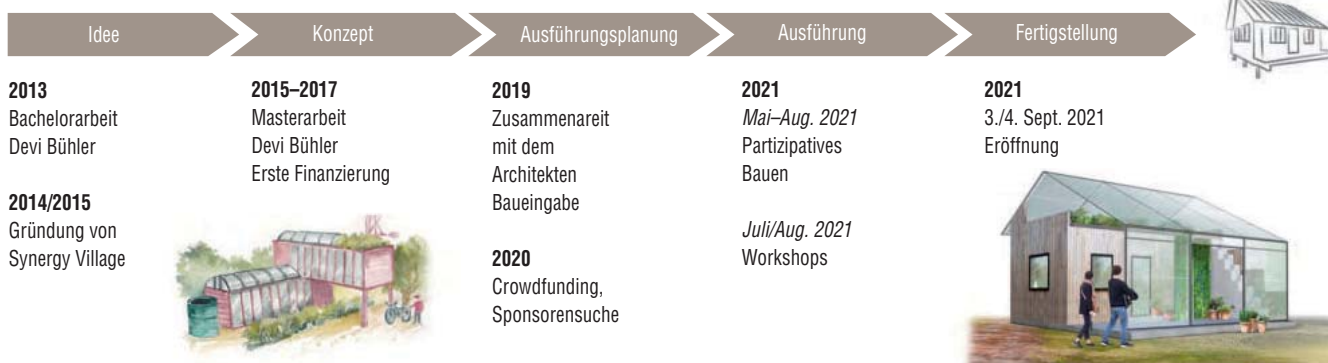 Idee
Konzept
Ausführungsplanung
Ausführung
Fertigstellung
2013
Bachelorarbeit
Devi Bühler
2014/2015
Gründung von
Synergy Village
2015–2017
Masterarbeit
Devi Bühler
Erste Finanzierung
2019
Zusammenareit
mit dem
Architekten
Baueingabe
2020
Crowdfunding,
Sponsorensuche
2021
Mai–Aug. 2021
Partizipatives
Bauen
Juli/Aug. 2021
Workshops
2021
3./4. Sept. 2021
Eröffnung